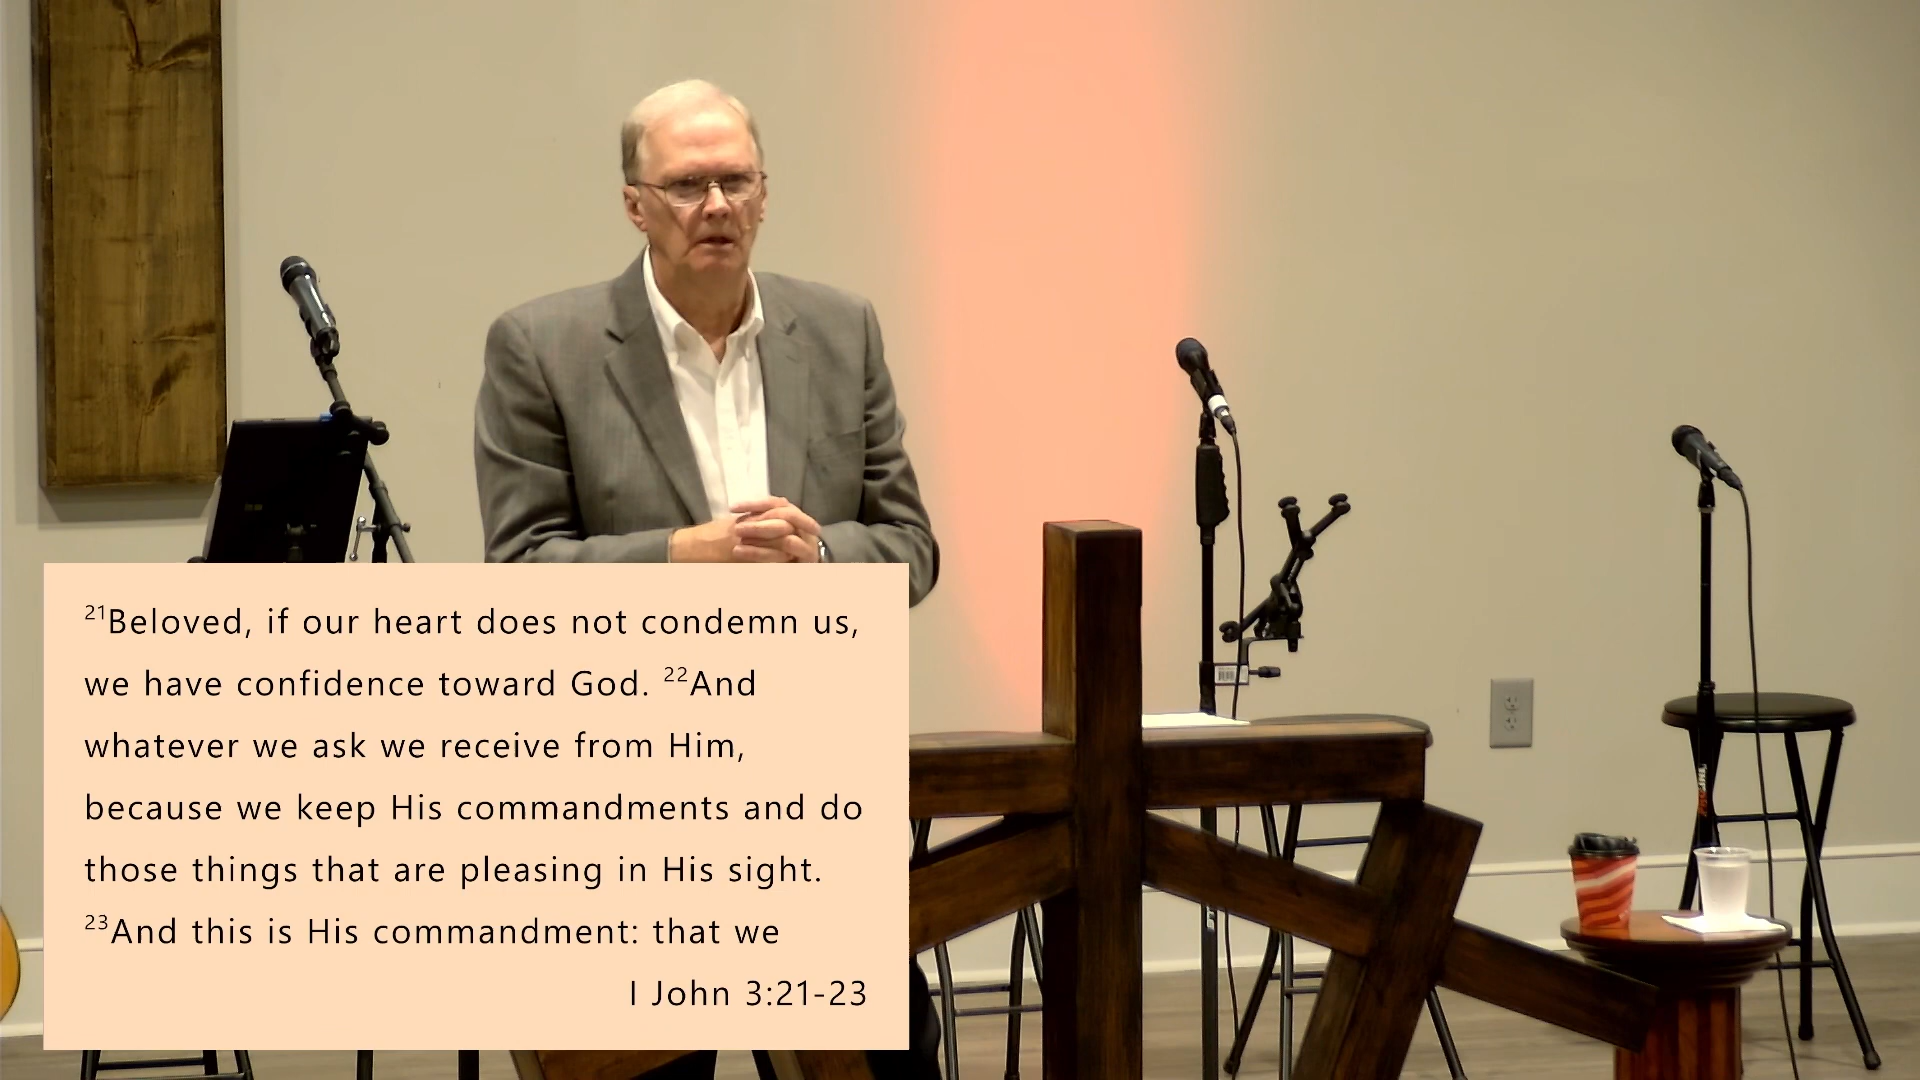 ²¹Beloved, if our heart does not condemn us,
we have confidence toward God. ²²And
whatever we ask we receive from Him,
because we keep His commandments and do
those things that are pleasing in His sight.
²³And this is His commandment: that we
I John 3:21-23